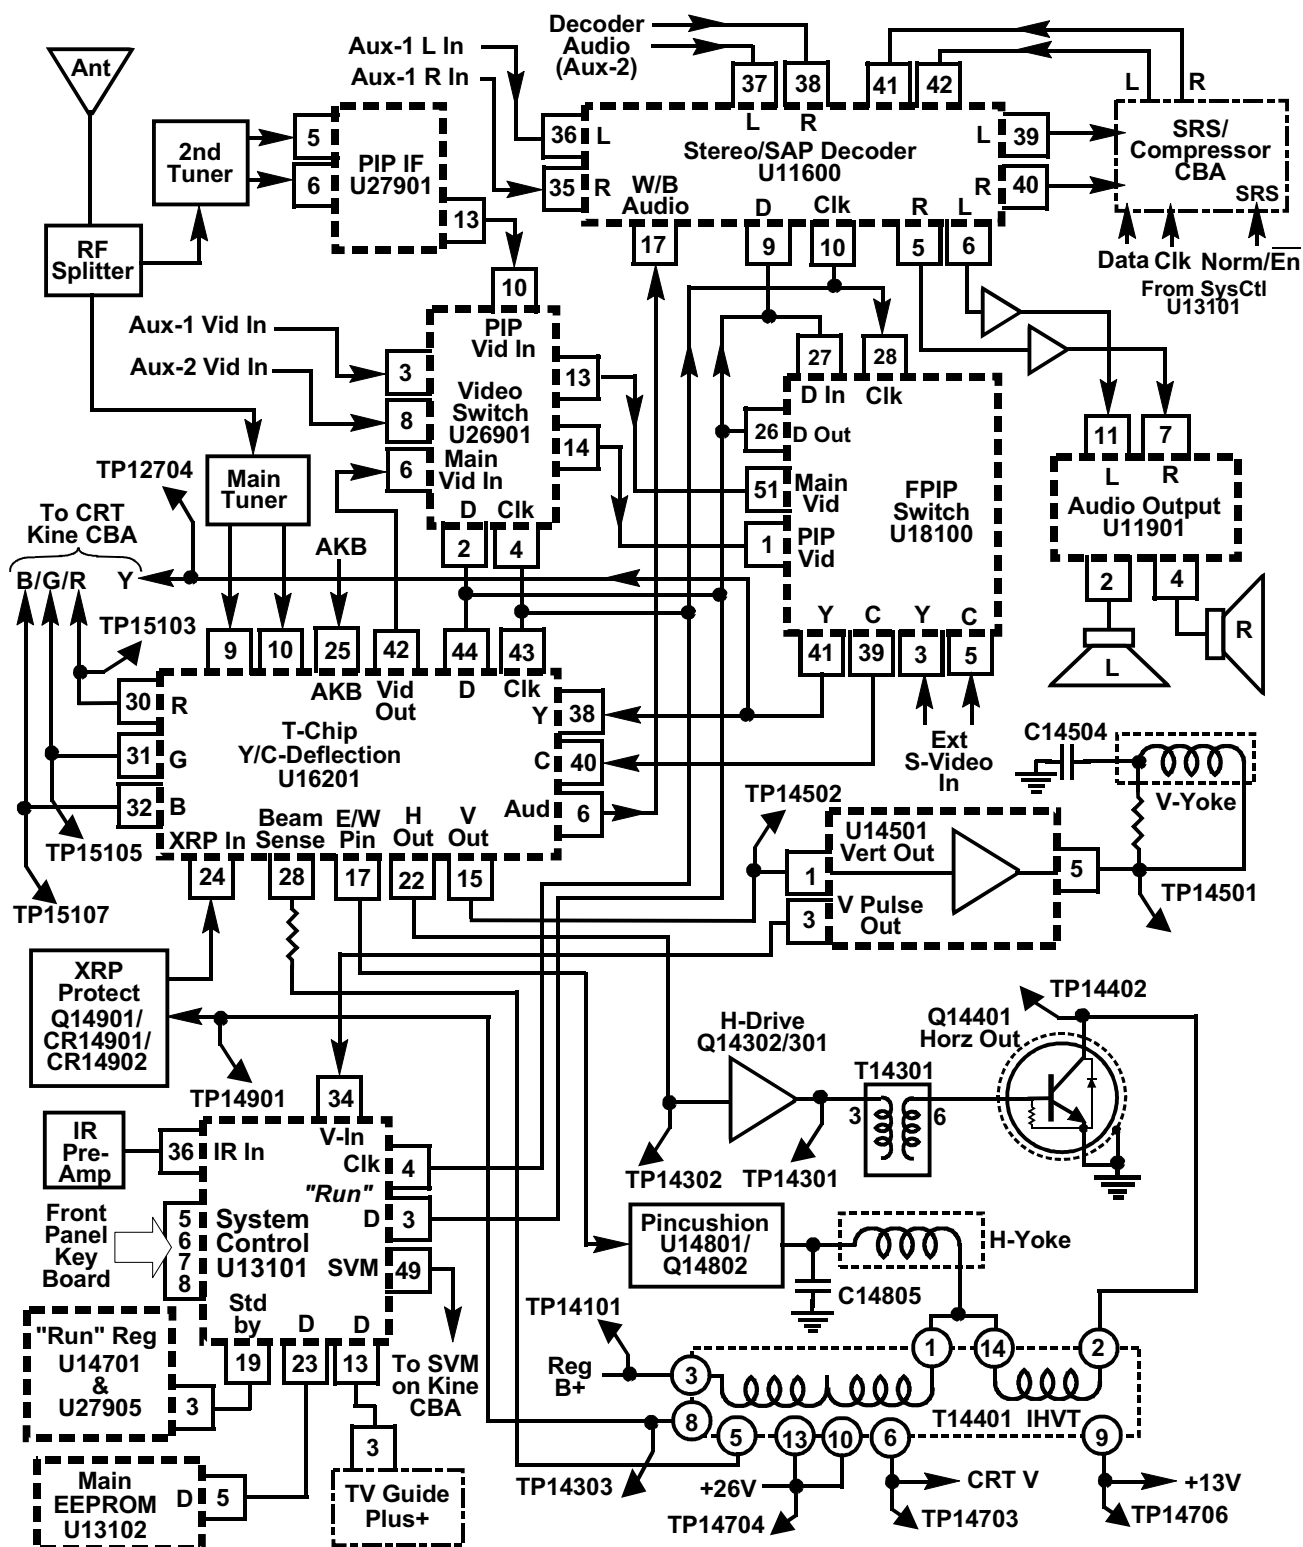 Decoder
Audio
(Aux-2)
Aux-1 L In
Aux-1 R In
Ant
37
38
41
42
L
R
36
35
L
R
L
R
Stereo/SAP Decoder
U11600
W/B
Audio
D
Clk
R
L
L
R
39
40
17
9
10
5
6
SRS/
Compressor
CBA
SRS
Data Clk Norm/En
From SysCtl
U13101
2nd
Tuner
5
6
PIP IF
U27901
13
RF
Splitter
10
Aux-1 Vid In
Aux-2 Vid In
3
8
6
PIP
Vid In
Video
Switch
U26901
Main
Vid In
D Clk
13
14
2
4
27
28
D In
Clk
26
D Out
51
Main
Vid
1
PIP
Vid
FPIP
Switch
U18100
Y
C
Y
C
41
39
3
5
Ext
S-Video
In
11
7
L
R
Audio Output
U11901
2
4
L
R
TP12704
Main
Tuner
To CRT
Kine CBA
B/G/R Y
AKB
TP15103
9
10
25
42
44
43
AKB
Vid
Out
D
Clk
30
R
31
G
32
B
T-Chip
Y/C-Deflection
U16201
Y
38
C
40
Aud
6
XRP In
Beam
Sense
E/W
Pin
H
Out
V
Out
24
28
17
22
15
TP15105
TP15107
C14504
V-Yoke
TP14502
U14501
Vert Out
1
5
3
V Pulse
Out
TP14501
XRP
Protect
Q14901/
CR14901/
CR14902
TP14901
TP14402
H-Drive
Q14302/301
Q14401
Horz Out
T14301
3
6
TP14302
TP14301
IR
Pre-
Amp
36
IR In
34
V-In
Clk
4
"Run"
D
3
SVM
49
Front
Panel
Key
Board
5
6
7
8
System
Control
U13101
Std
by
D
D
19
23
13
To SVM
on Kine
CBA
Pincushion
U14801/
Q14802
H-Yoke
C14805
TP14101
Reg
B+
3
8
1
14
2
T14401 IHVT
5
13
10
6
9
"Run" Reg
U14701
&
U27905
3
Main
EEPROM
U13102
D
5
3
TV Guide
Plus+
TP14303
+26V
TP14704
CRT V
TP14703
+13V
TP14706